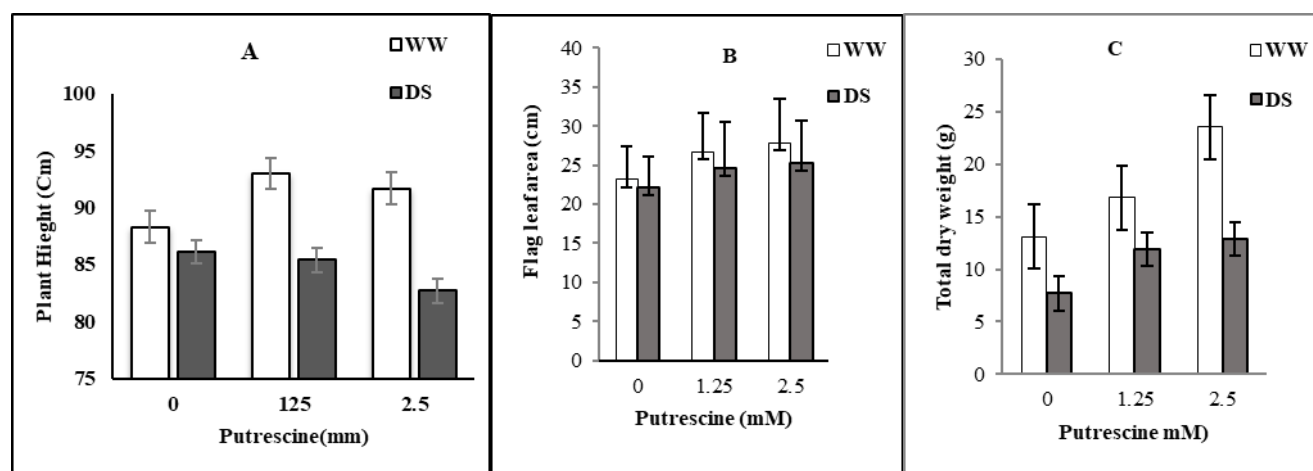 A
WW
DS
Plant Hieght (Cm)
100
95
90
85
80
75
0 125 2.5
Putrescine(mm)
B
WW
DS
Flag leaf area (cm)
40
35
30
25
20
15
10
5
0
0 1.25 2.5
Putrescine (mM)
C
WW
DS
Total dry weight (g)
30
25
20
15
10
5
0
0 1.25 2.5
Putrescine mM)